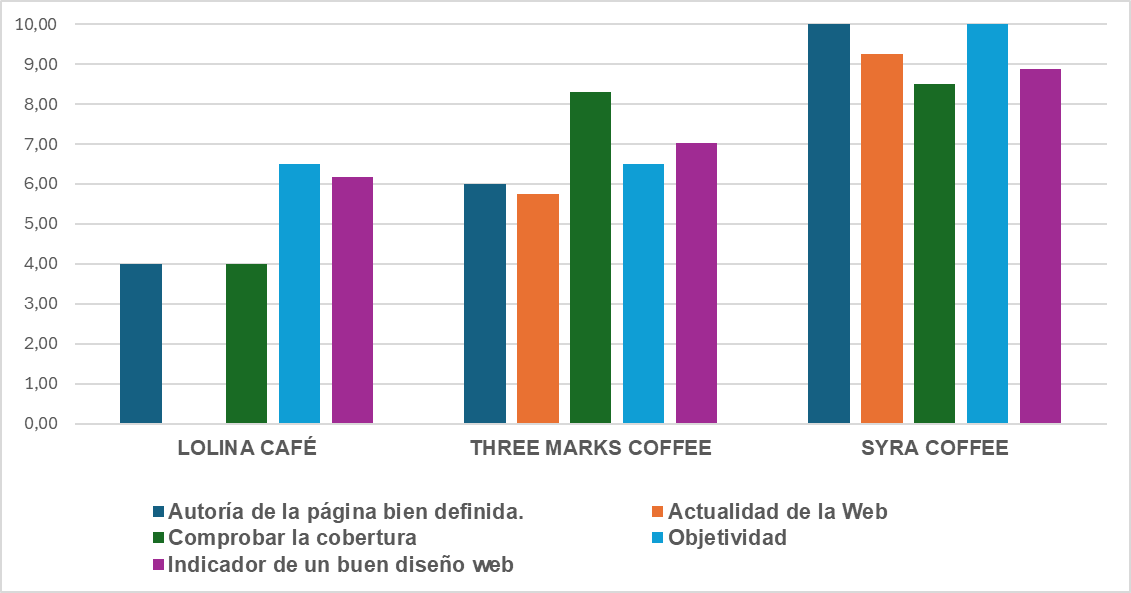 10,00
9,00
8,00
7,00
6,00
5,00
4,00
3,00
2,00
1,00
0,00
LOLINA CAFÉ THREE MARKS COFFEE SYRA COFFEE
Autoría de la página bien definida. Actualidad de la Web
Comprobar la cobertura Objetividad
Indicador de un buen diseño web